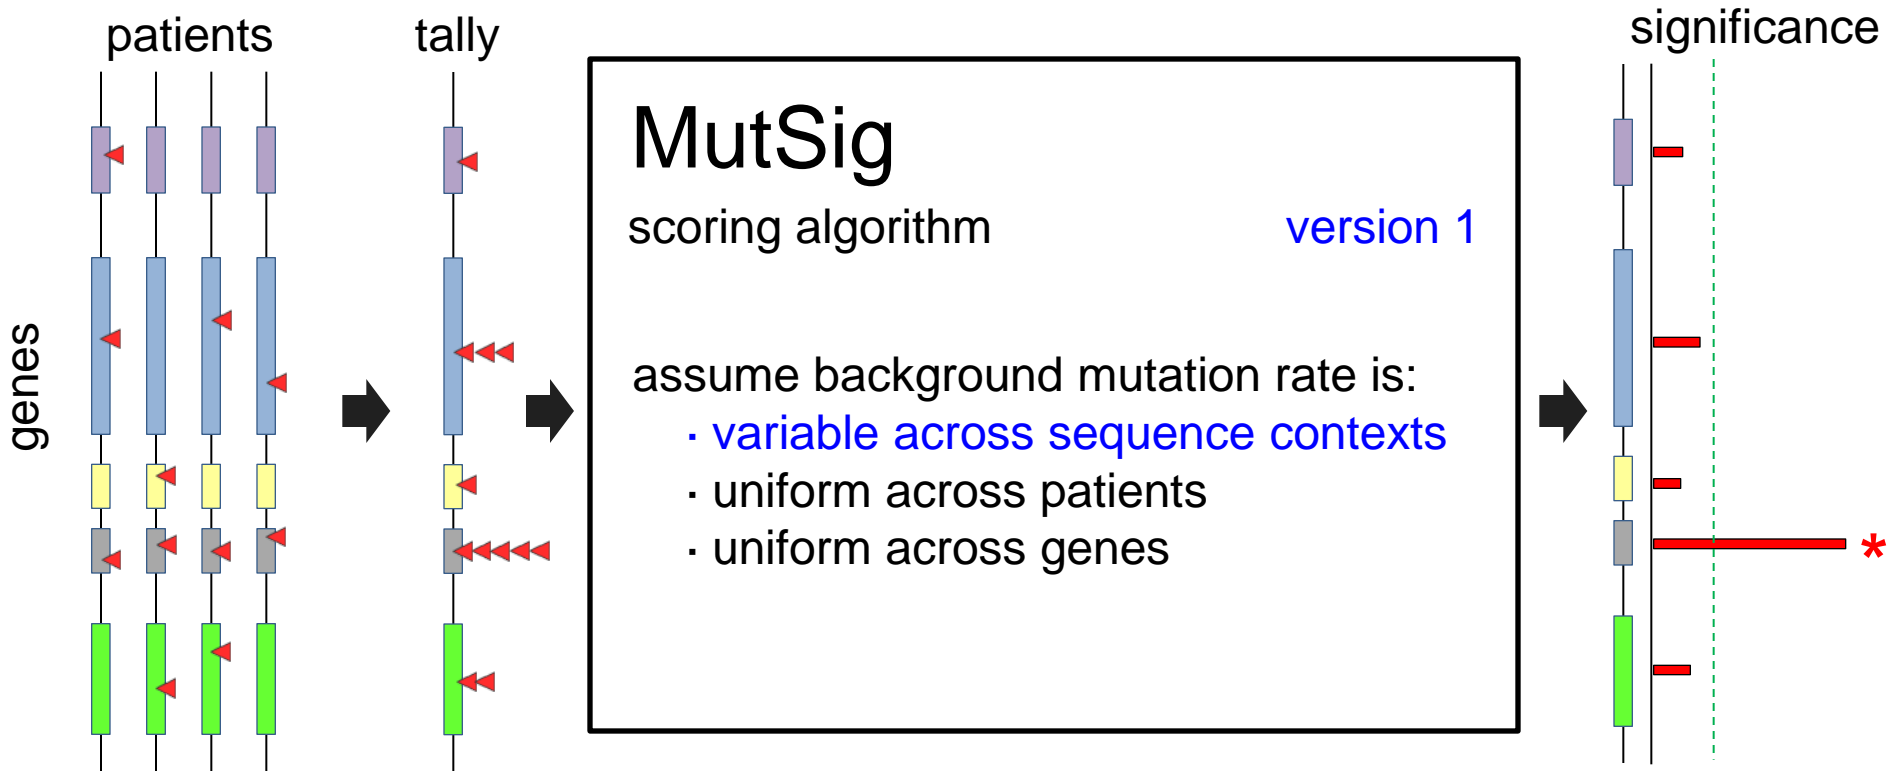 patients
tally
significance
genes
MutSig
scoring algorithm version 1
assume background mutation rate is:
· variable across sequence contexts
· uniform across patients
· uniform across genes
*